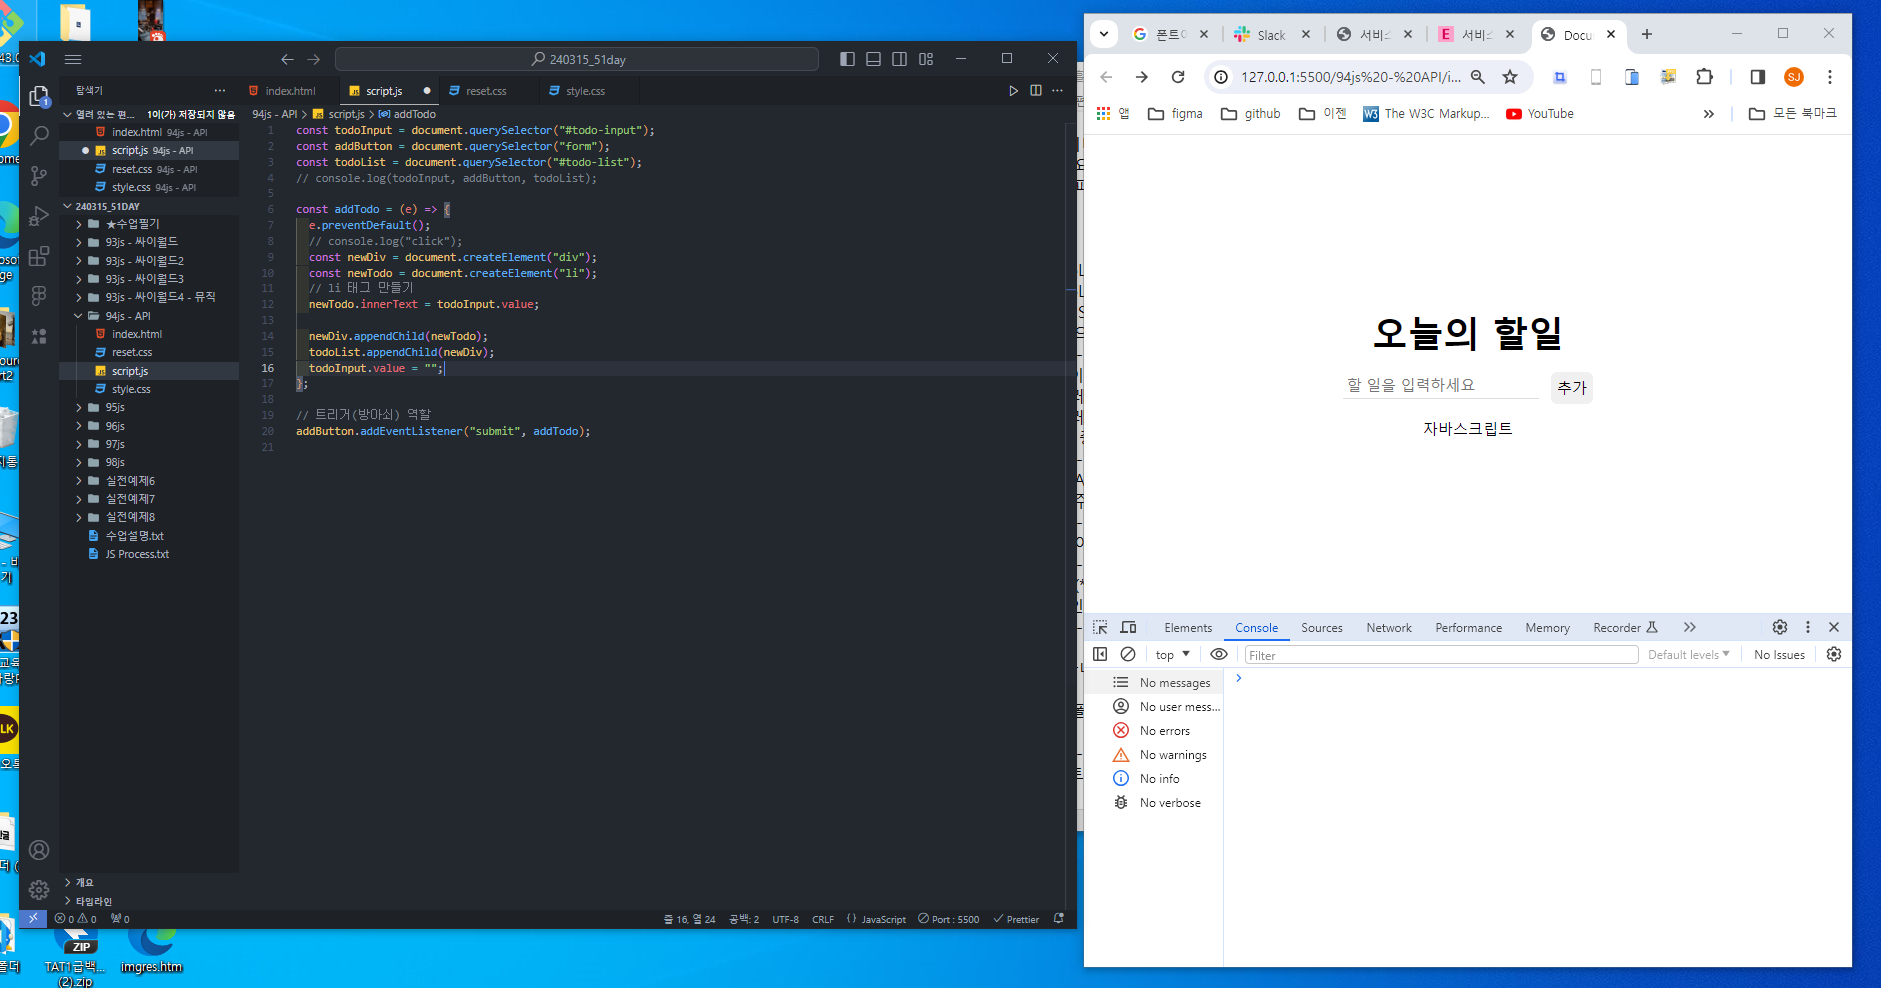 240315_51day
탐색기
index.html
script.js
reset.css
style.css
열려 있는 편... 1이(가) 저장되지 않음
index.html 94js - API
script.js 94js - API
reset.css 94js - API
style.css 94js - API
240315_51DAY
★수업필기
93js - 싸이월드
93js - 싸이월드2
93js - 싸이월드3
93js - 싸이월드4 - 뮤직
94js - API
index.html
reset.css
script.js
style.css
95js
96js
97js
98js
실전예제6
실전예제7
실전예제8
수업설명.txt
JS Process.txt
개요
타임라인
94js - API > script.js > addTodo
1 const todoInput = document.querySelector("#todo-input");
2 const addButton = document.querySelector("form");
3 const todoList = document.querySelector("#todo-list");
4 // console.log(todoInput, addButton, todoList);
5
6 const addTodo = (e) => {
7 e.preventDefault();
8 // console.log("click");
9 const newDiv = document.createElement("div");
10 const newTodo = document.createElement("li");
11 // li 태그 만들기
12 newTodo.innerText = todoInput.value;
13
14 newDiv.appendChild(newTodo);
15 todoList.appendChild(newDiv);
16 todoInput.value = "";
17 };
18
19 // 트리거(방아쇠) 역할
20 addButton.addEventListener("submit", addTodo);
21
0 0 0
줄 16, 열 24 공백: 2 UTF-8 CRLF JavaScript Port : 5500 Prettier
ZIP
TAT1급백...
(2).zip
imgres.htm
Slack
서비스
서비스
Docu
127.0.0.1:5500/94js%20-%20API/i...
SJ
앱 figma github 이젠 The W3C Markup... YouTube » 모든 북마크
오늘의 할일
할 일을 입력하세요 추가
자바스크립트
Elements Console Sources Network Performance Memory Recorder
top Filter Default levels No Issues
No messages
No user mess...
No errors
No warnings
No info
No verbose